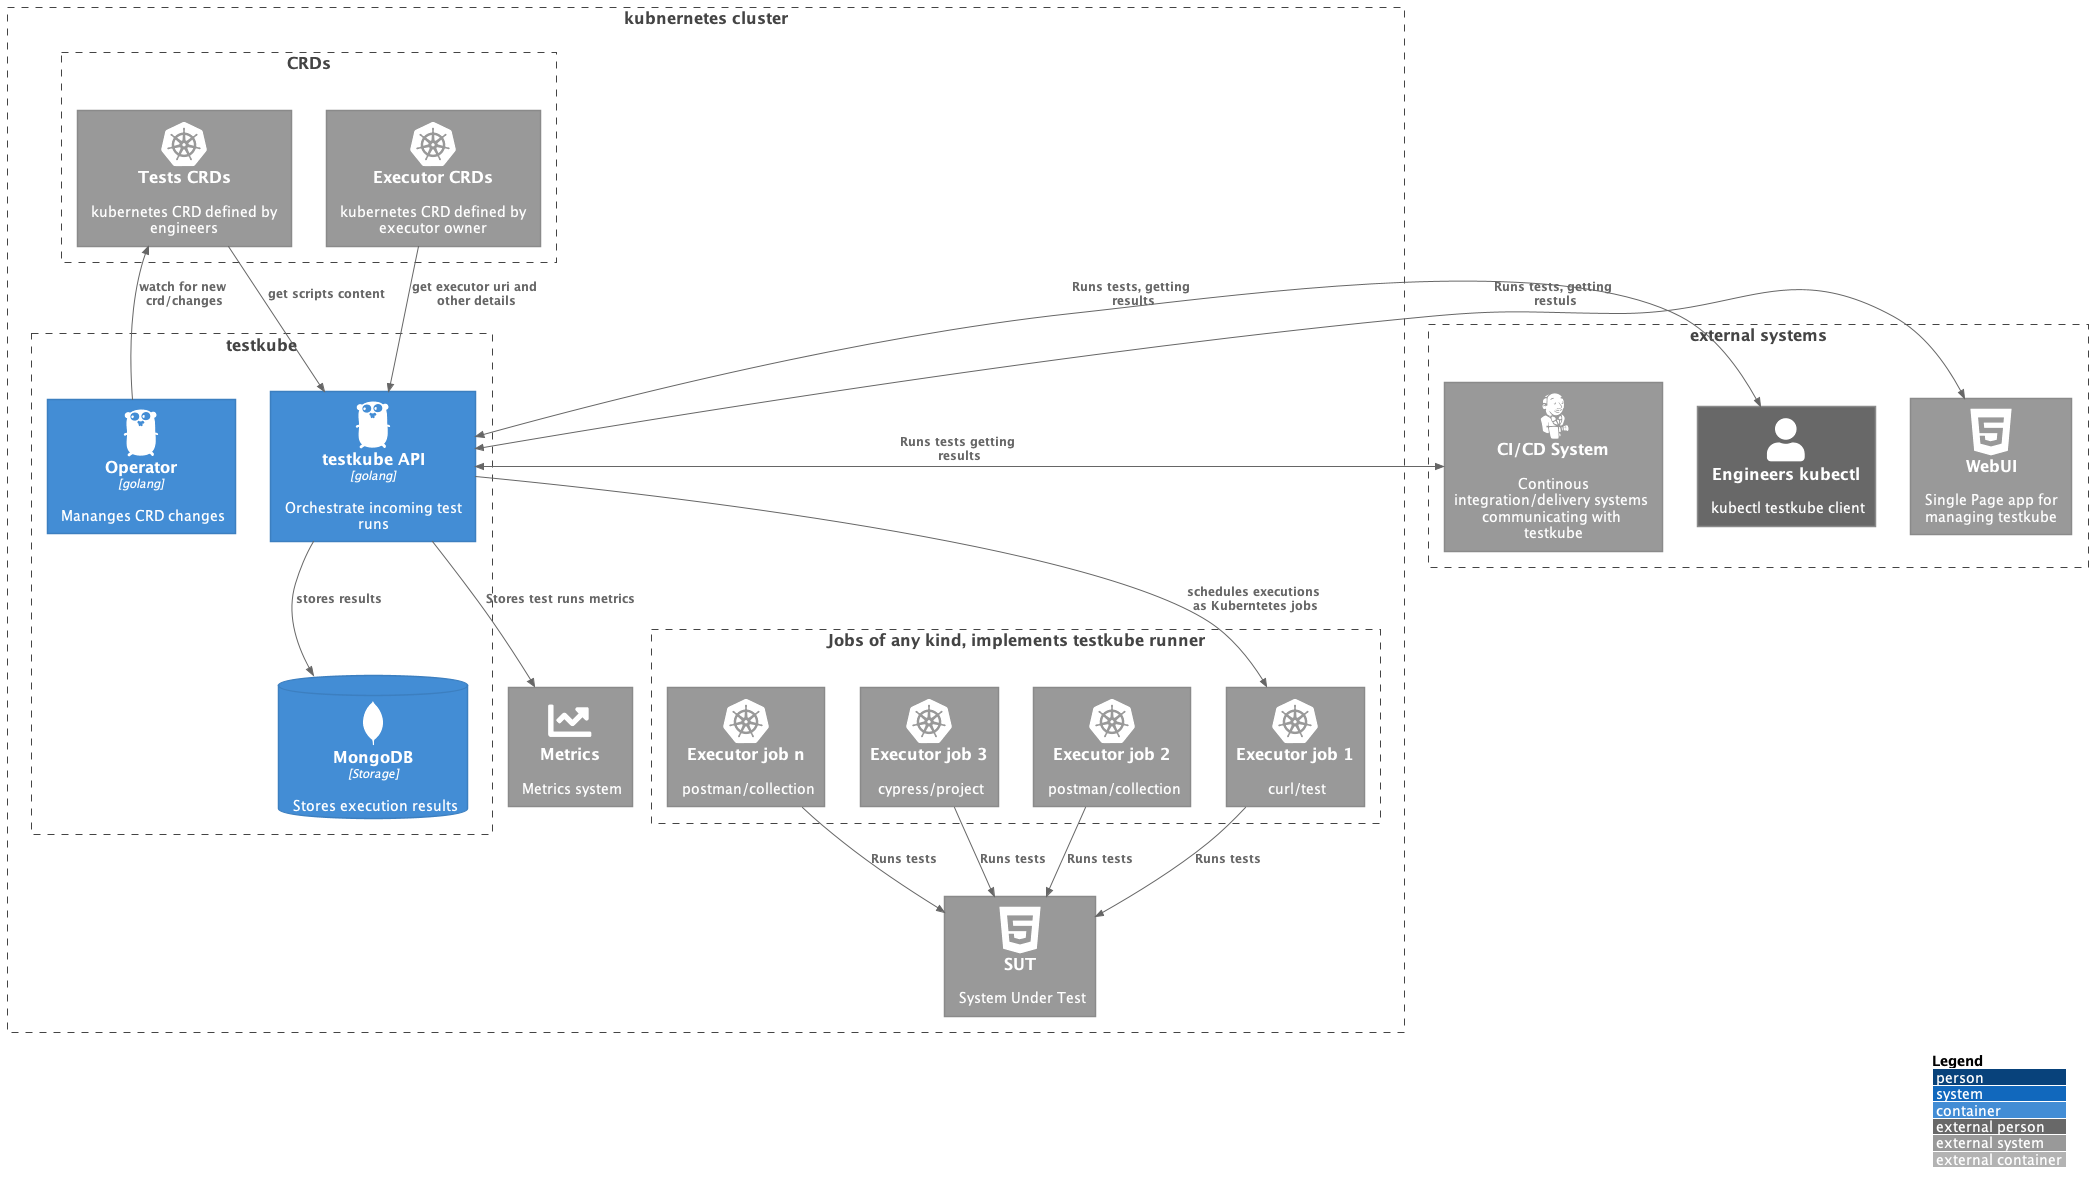 kubnernetes cluster
CRDs
Tests CRDs
kubernetes CRD defined by
engineers
Executor CRDs
kubernetes CRD defined by
executor owner
watch for new
crd/changes
get scripts content
get executor uri and
other details
Runs tests, getting
results
Runs tests, getting
restuls
testkube
Operator
[golang]
Mananges CRD changes
testkube API
[golang]
Orchestrate incoming test
runs
Runs tests getting
results
external systems
CI/CD System
Continous
integration/delivery systems
communicating with
testkube
Engineers kubectl
kubectl testkube client
WebUI
Single Page app for
managing testkube
stores results
Stores test runs metrics
schedules executions
as Kuberntetes jobs
MongoDB
[Storage]
Stores execution results
Metrics
Metrics system
Jobs of any kind, implements testkube runner
Executor job n
postman/collection
Executor job 3
cypress/project
Executor job 2
postman/collection
Executor job 1
curl/test
Runs tests
Runs tests
Runs tests
Runs tests
SUT
System Under Test
Legend
person
system
container
external person
external system
external container